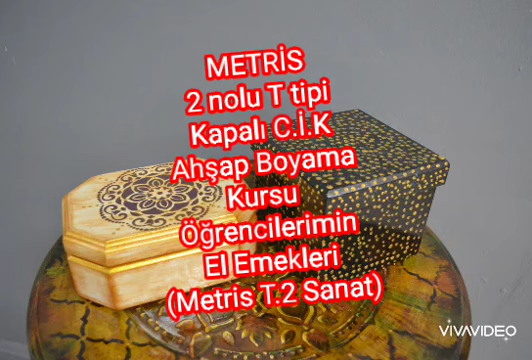 METRİS
2 nolu T tipi
Kapalı C.İ.K
Ahşap Boyama
Kursu
Öğrencilerimin
El Emekleri
(Metris T.2 Sanat)
VIVAVIDEO